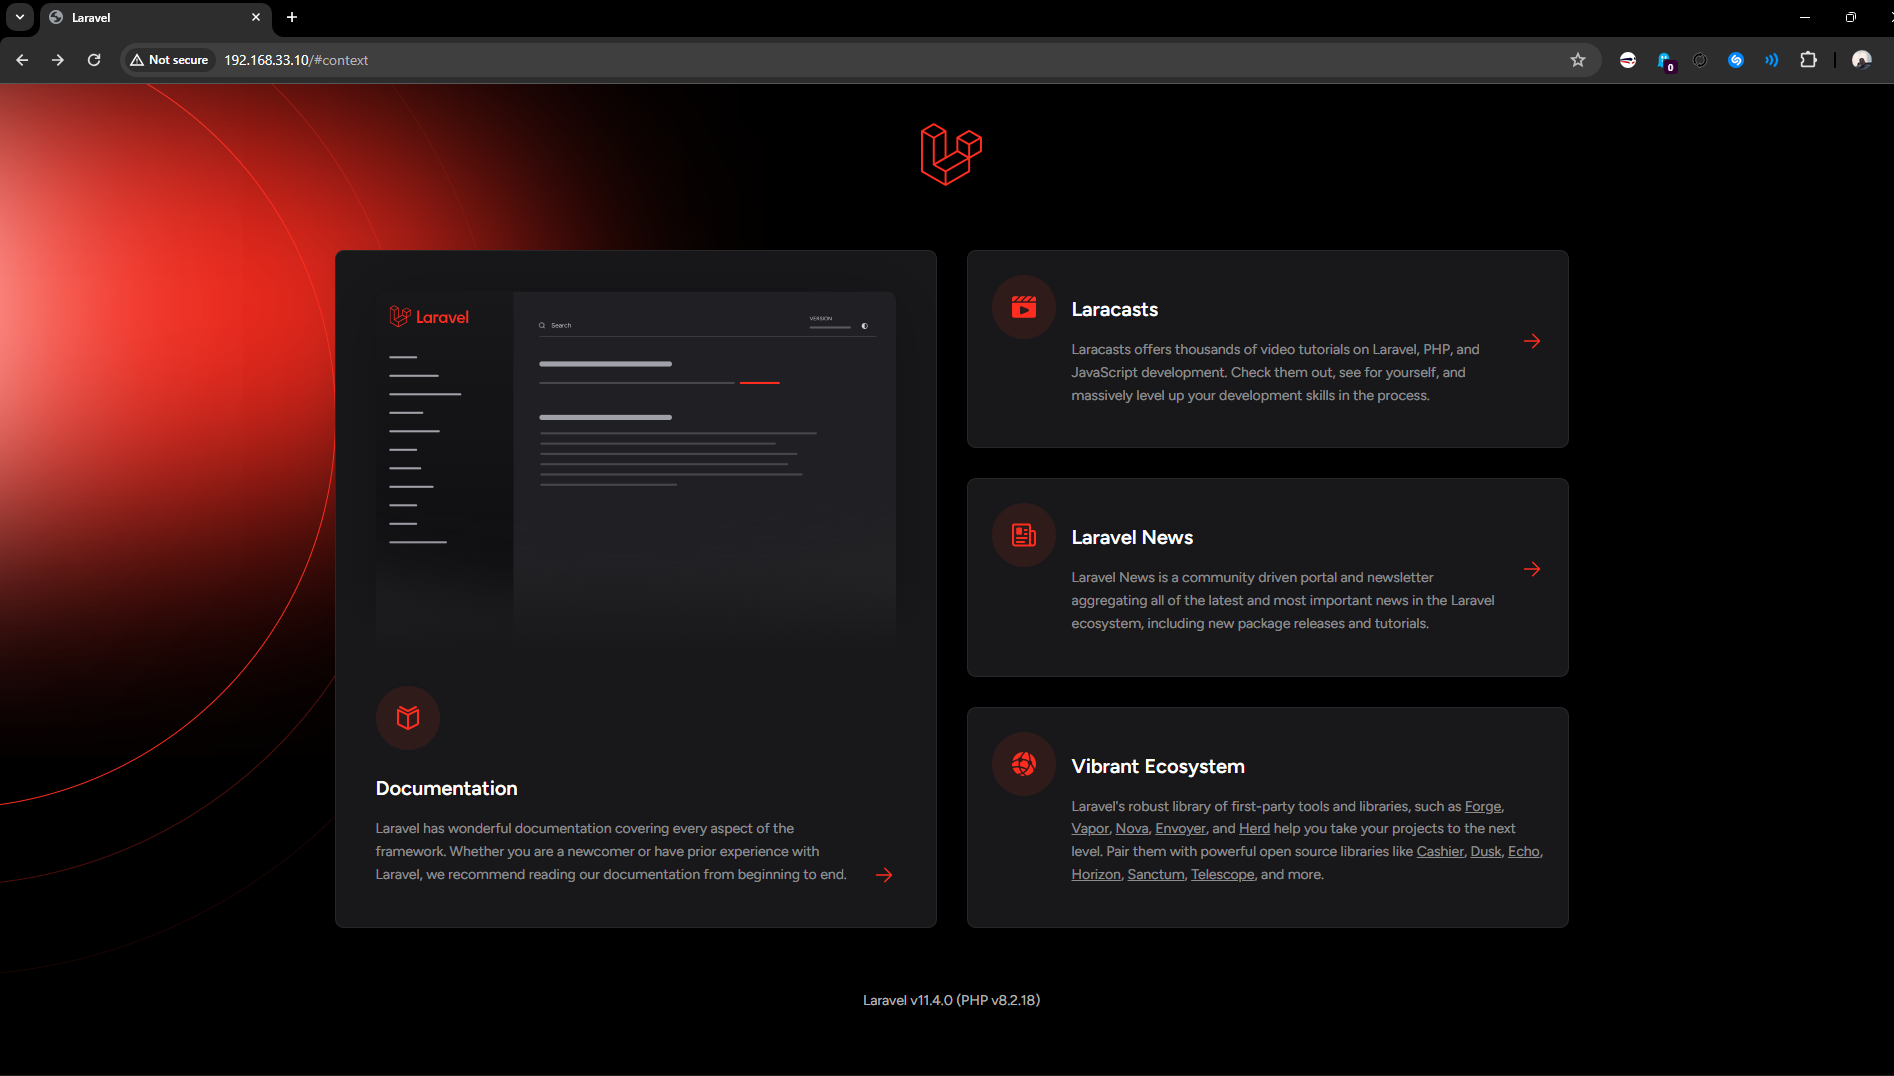 Laravel
Not secure
192.168.33.10/#context
0
Laravel
Search
VERSION
Documentation
Laravel has wonderful documentation covering every aspect of the
framework. Whether you are a newcomer or have prior experience with
Laravel, we recommend reading our documentation from beginning to end.
Laracasts
Laracasts offers thousands of video tutorials on Laravel, PHP, and
JavaScript development. Check them out, see for yourself, and
massively level up your development skills in the process.
Laravel News
Laravel News is a community driven portal and newsletter
aggregating all of the latest and most important news in the Laravel
ecosystem, including new package releases and tutorials.
Vibrant Ecosystem
Laravel's robust library of first-party tools and libraries, such as Forge,
Vapor, Nova, Envoyer, and Herd help you take your projects to the next
level. Pair them with powerful open source libraries like Cashier, Dusk, Echo,
Horizon, Sanctum, Telescope, and more.
Laravel v11.4.0 (PHP v8.2.18)